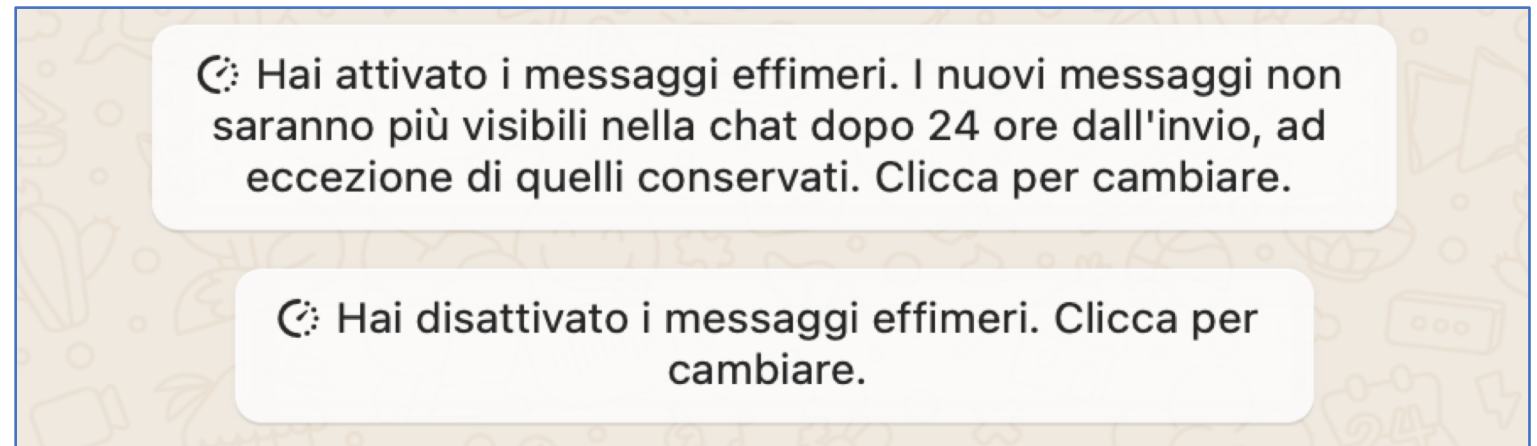 Hai attivato i messaggi effimeri. I nuovi messaggi non
saranno più visibili nella chat dopo 24 ore dall'invio, ad
eccezione di quelli conservati. Clicca per cambiare.
Hai disattivato i messaggi effimeri. Clicca per
cambiare.
24